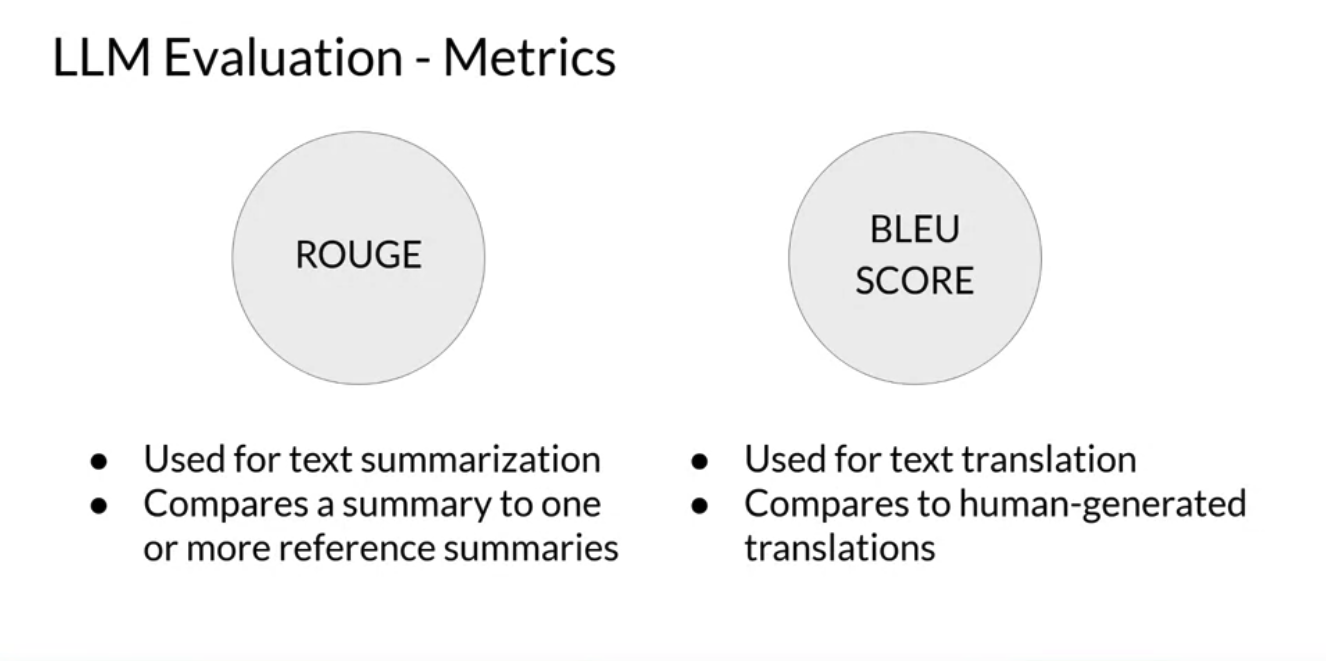 LLM Evaluation - Metrics
ROUGE
BLEU
SCORE
● Used for text summarization
● Compares a summary to one
or more reference summaries
● Used for text translation
● Compares to human-generated
translations